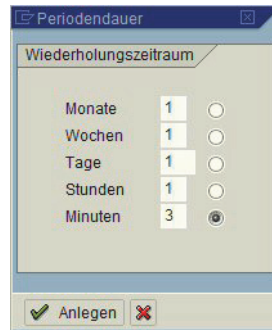 Periodendauer
Wiederholungszeitraum
Monate 1
Wochen 1
Tage 1
Stunden 1
Minuten 3
Anlegen